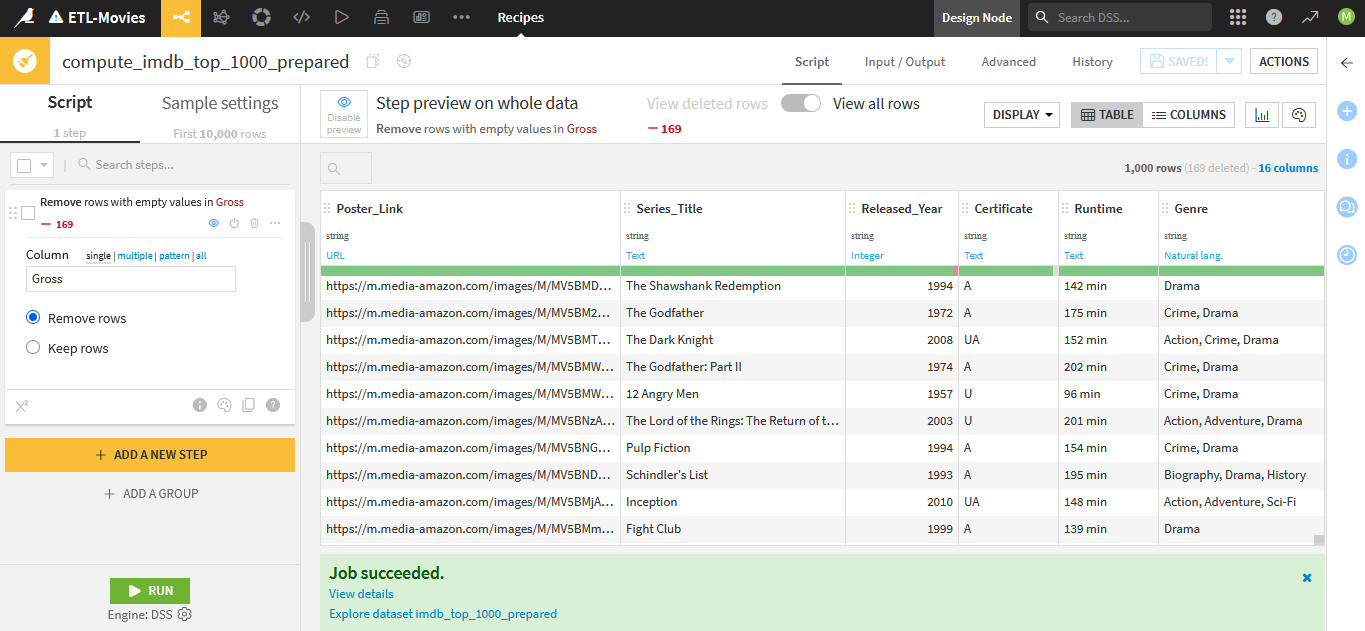 ETL-Movies
Recipes
Design Node
Search DSS...
M
compute_imdb_top_1000_prepared
Script
Input / Output
Advanced
History
SAVED!
ACTIONS
Script
1 step
Sample settings
First 10,000 rows
Disable preview
Step preview on whole data
Remove rows with empty values in Gross
View deleted rows
View all rows
— 169
DISPLAY
TABLE
COLUMNS
Search steps...
1,000 rows (169 deleted) - 16 columns
Remove rows with empty values in Gross
— 169
Column single | multiple | pattern | all
Gross
Remove rows
Keep rows
+ ADD A NEW STEP
+ ADD A GROUP
RUN
Engine: DSS
Poster_Link Series_Title Released_Year Certificate Runtime Genre
string string string string string string
URL Text Integer Text Text Natural lang.
https://m.media-amazon.com/images/M/MV5BMD... The Shawshank Redemption 1994 A 142 min Drama
https://m.media-amazon.com/images/M/MV5BM2... The Godfather 1972 A 175 min Crime, Drama
https://m.media-amazon.com/images/M/MV5BMT... The Dark Knight 2008 UA 152 min Action, Crime, Drama
https://m.media-amazon.com/images/M/MV5BMW... The Godfather: Part II 1974 A 202 min Crime, Drama
https://m.media-amazon.com/images/M/MV5BMW... 12 Angry Men 1957 U 96 min Crime, Drama
https://m.media-amazon.com/images/M/MV5BNzA... The Lord of the Rings: The Return of t... 2003 U 201 min Action, Adventure, Drama
https://m.media-amazon.com/images/M/MV5BNG... Pulp Fiction 1994 A 154 min Crime, Drama
https://m.media-amazon.com/images/M/MV5BND... Schindler's List 1993 A 195 min Biography, Drama, History
https://m.media-amazon.com/images/M/MV5BMjA... Inception 2010 UA 148 min Action, Adventure, Sci-Fi
https://m.media-amazon.com/images/M/MV5BMm... Fight Club 1999 A 139 min Drama
Job succeeded.
View details
Explore dataset imdb_top_1000_prepared